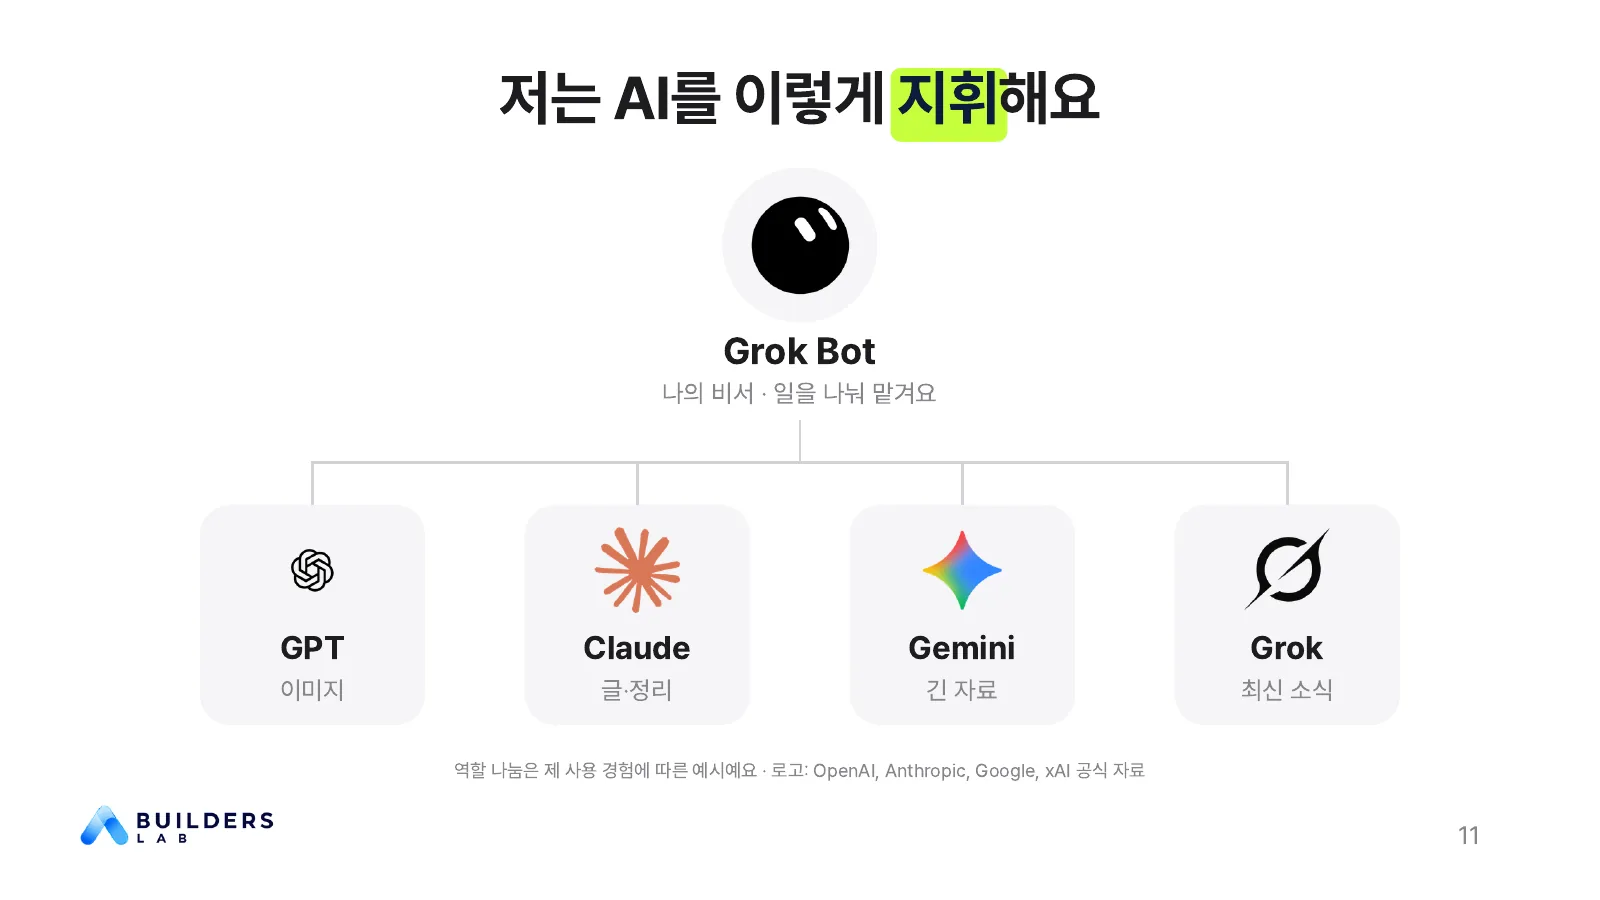 저는 AI를 이렇게 지휘해요
Grok Bot
나의 비서 · 일을 나눠 맡겨요
GPT
이미지
Claude
글·정리
Gemini
긴 자료
Grok
최신 소식
역할 나눔은 제 사용 경험에 따른 예시예요 · 로고: OpenAI, Anthropic, Google, xAI 공식 자료
BUILDERS
LAB
11